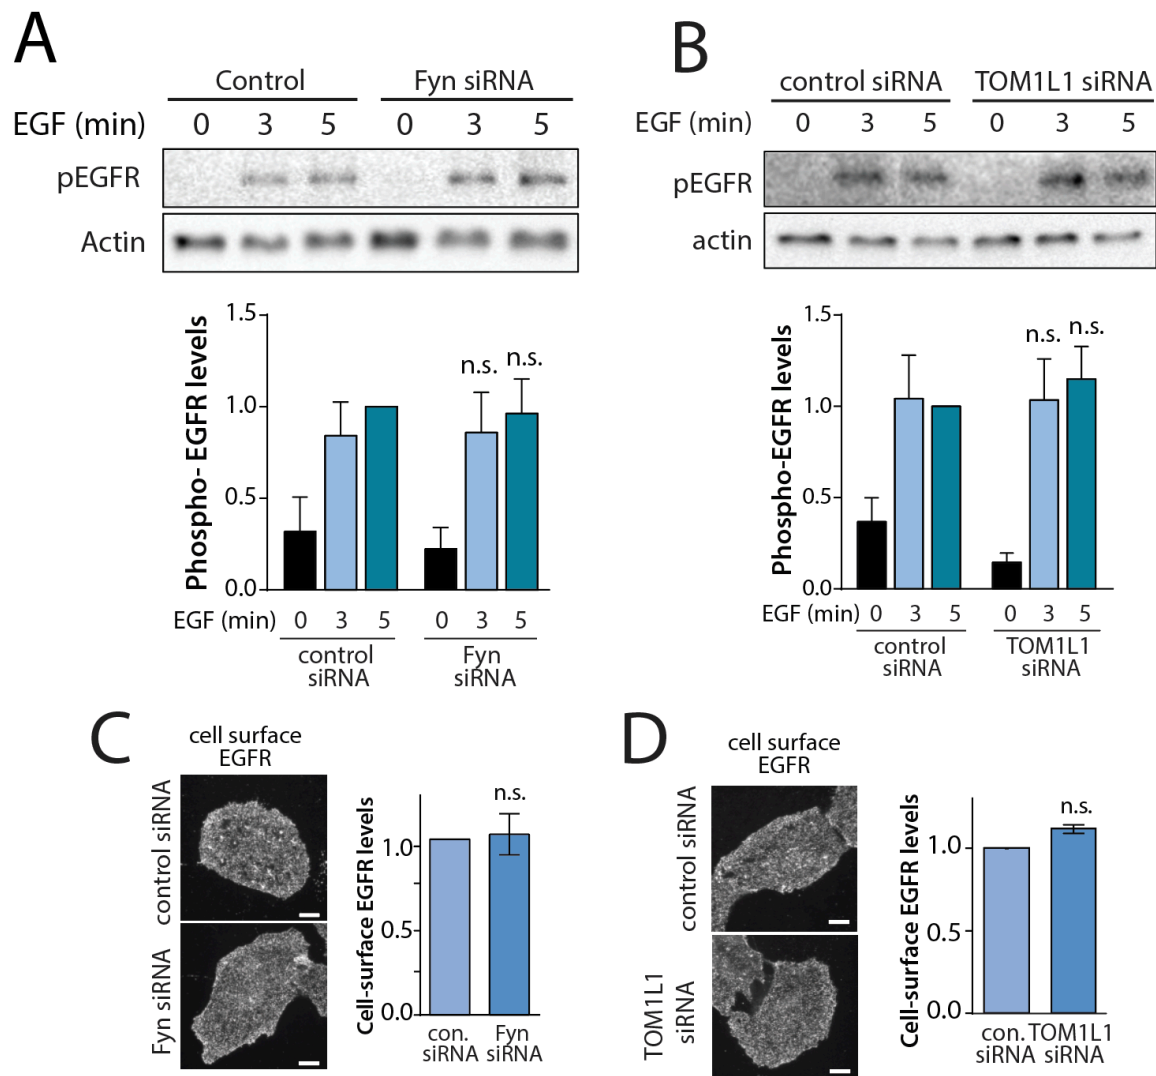 A
Control Fyn siRNA
EGF (min) 0 3 5 0 3 5
pEGFR
Actin
1.5
1.0
0.5
0.0
Phospho- EGFR levels
n.s. n.s.
EGF (min) 0 3 5 0 3 5
control siRNA
Fyn siRNA
B
control siRNA TOM1L1 siRNA
EGF (min) 0 3 5 0 3 5
pEGFR
actin
1.5
1.0
0.5
0.0
Phospho-EGFR levels
n.s. n.s.
EGF (min) 0 3 5 0 3 5
control siRNA
TOM1L1 siRNA
C
cell surface
EGFR
control siRNA
Fyn siRNA
Cell-surface EGFR levels
1.0
0.5
0.0
n.s.
con. siRNA
Fyn siRNA
D
cell surface
EGFR
control siRNA
TOM1L1
siRNA
Cell-surface EGFR levels
1.0
0.5
0.0
n.s.
con. siRNA
TOM1L1 siRNA